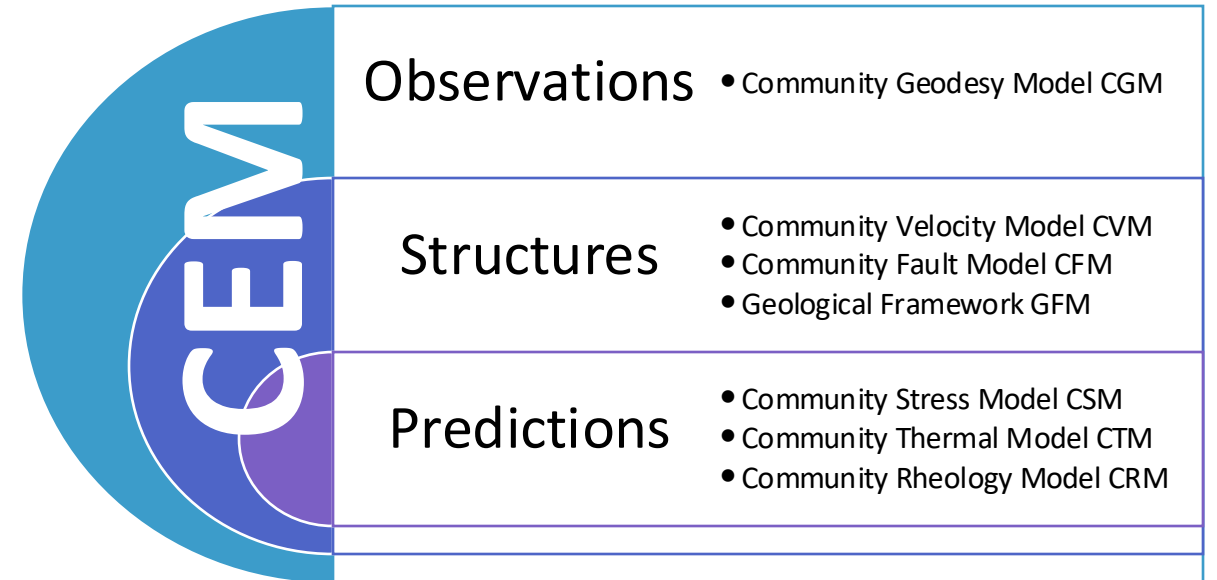 CEM
Observations
• Community Geodesy Model CGM
Structures
• Community Velocity Model CVM
• Community Fault Model CFM
• Geological Framework GFM
Predictions
• Community Stress Model CSM
• Community Thermal Model CTM
• Community Rheology Model CRM